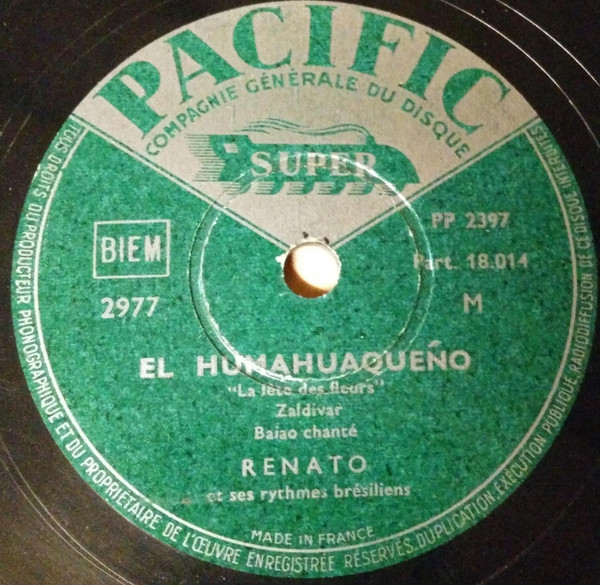 PACIFIC
COMPAGNIE GÉNÉRALE DU DISQUE
SUPER
BIEM
PP 2397
Part. 18.014
2977
M
EL HUMAHUAQUEÑO
"La fête des fleurs"
Zaldivar
Baiao chanté
RENATO
et ses rythmes brésiliens
MADE IN FRANCE
TOUS DROITS DU PRODUCTEUR PHONOGRAPHIQUE ET DU PROPRIETAIRE DE L'ŒUVRE ENREGISTRÉE RÉSERVÉS. DUPLICATION, EXÉCUTION PUBLIQUE, RADIODIFFUSION DE CE DISQUE INTERDITES